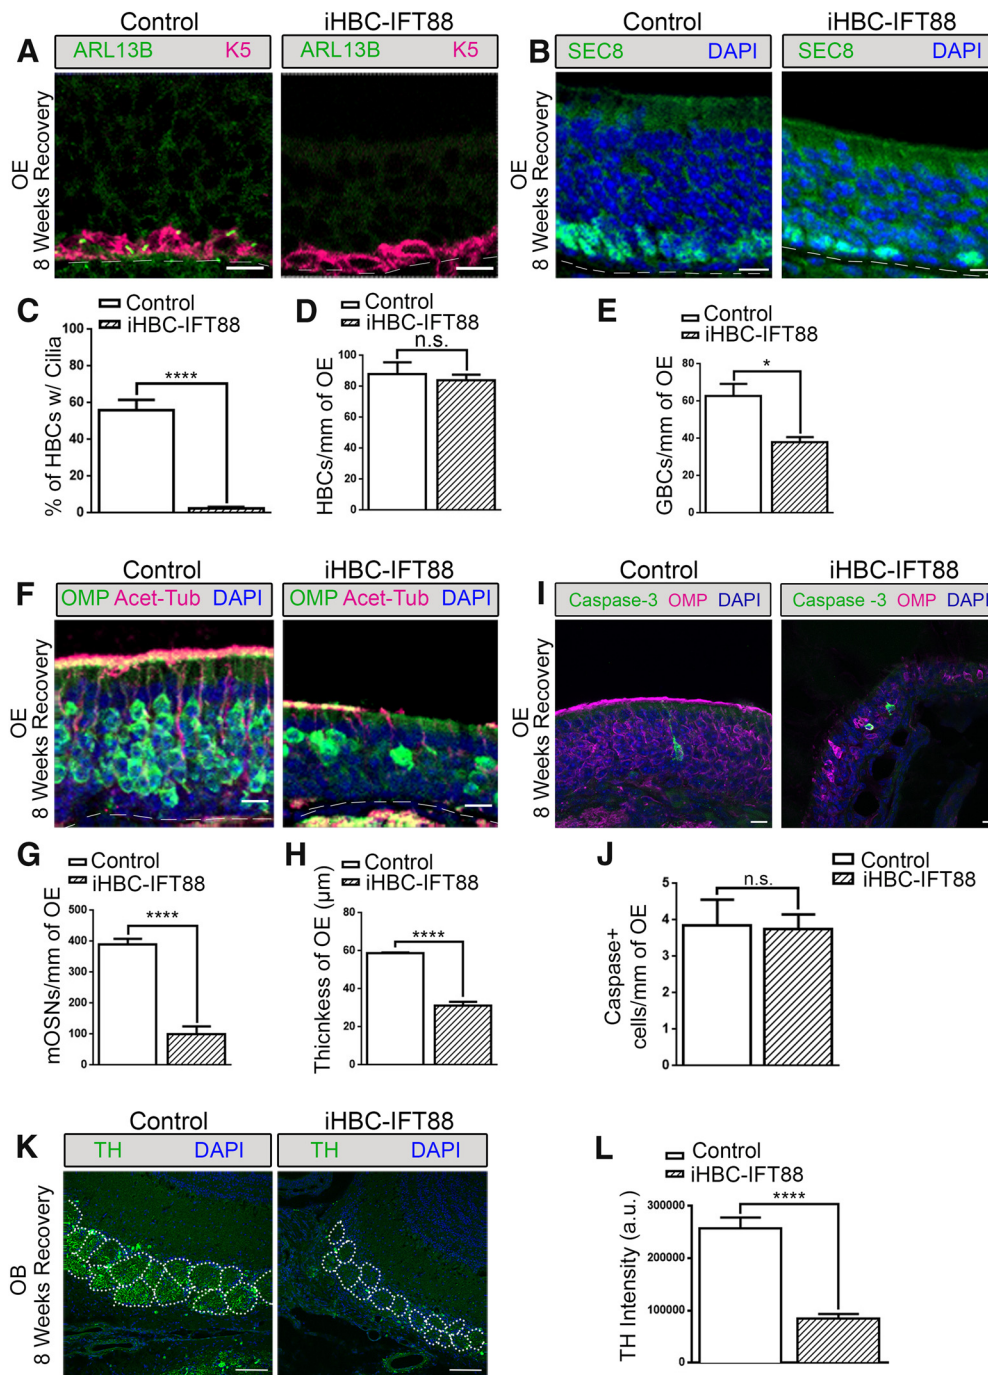 Control
iHBC-IFT88
A
ARL13B K5
ARL13B K5
OE
8 Weeks Recovery
Control
iHBC-IFT88
B
SEC8 DAPI
SEC8 DAPI
OE
8 Weeks Recovery
C
Control
iHBC-IFT88
% of HBCs w/ Cilia
100
80
60
40
20
0
****
D
Control
iHBC-IFT88
n.s.
HBCs/mm of OE
100
80
60
40
20
0
E
Control
iHBC-IFT88
*
GBCs/mm of OE
80
60
40
20
0
Control
iHBC-IFT88
F
OMP Acet-Tub DAPI
OMP Acet-Tub DAPI
OE
8 Weeks Recovery
Control
iHBC-IFT88
I
Caspase-3 OMP DAPI
Caspase -3 OMP DAPI
OE
8 Weeks Recovery
G
Control
iHBC-IFT88
****
mOSNs/mm of OE
500
400
300
200
100
0
H
Control
iHBC-IFT88
****
Thicnkess of OE (μm)
80
60
40
20
0
J
Control
iHBC-IFT88
n.s.
Caspase+
cells/mm of OE
5
4
3
2
1
0
Control
iHBC-IFT88
K
TH DAPI
TH DAPI
OB
8 Weeks Recovery
L
Control
iHBC-IFT88
****
TH Intensity (a.u.)
300000
200000
100000
0